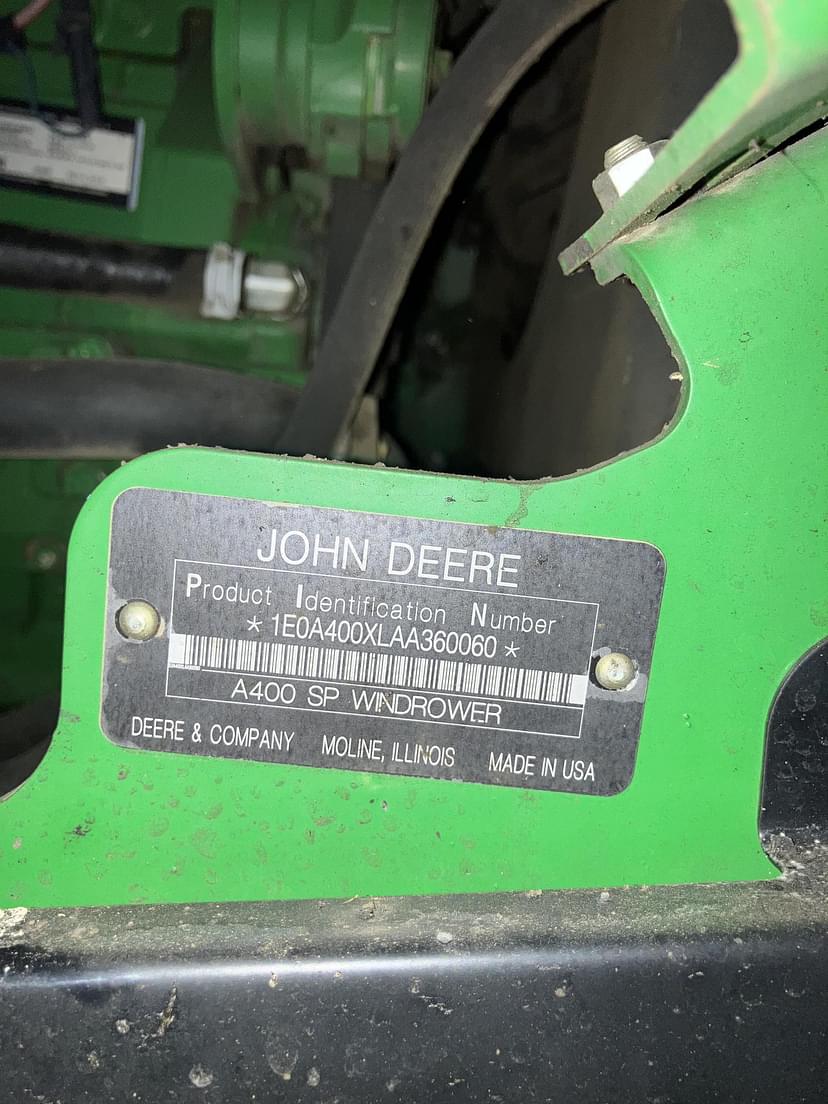 JOHN DEERE
Product Identification Number
* 1E0A400XLAA360060 *
A400 SP WINDROWER
DEERE & COMPANY MOLINE, ILLINOIS MADE IN USA